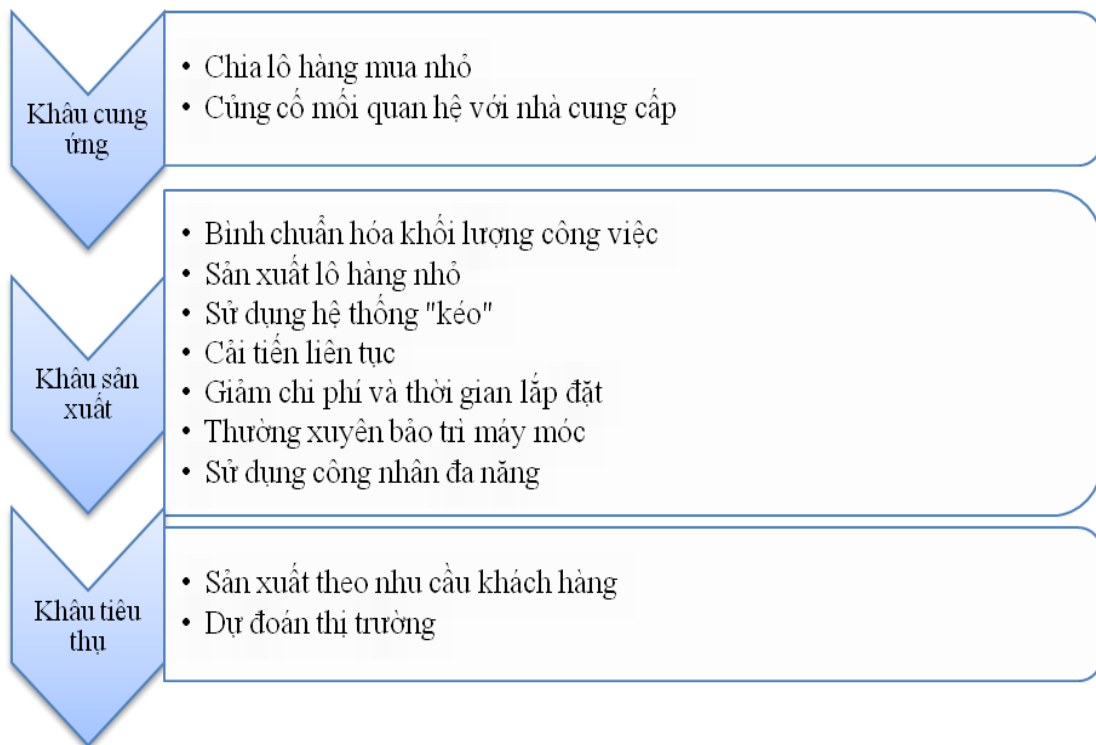 Khâu cung
ứng
• Chia lô hàng mua nhỏ
• Củng cố mối quan hệ với nhà cung cấp
Khâu sản
xuất
• Bình chuẩn hóa khối lượng công việc
• Sản xuất lô hàng nhỏ
• Sử dụng hệ thống "kéo"
• Cải tiến liên tục
• Giảm chi phí và thời gian lắp đặt
• Thường xuyên bảo trì máy móc
• Sử dụng công nhân đa năng
Khâu tiêu
thụ
• Sản xuất theo nhu cầu khách hàng
• Dự đoán thị trường